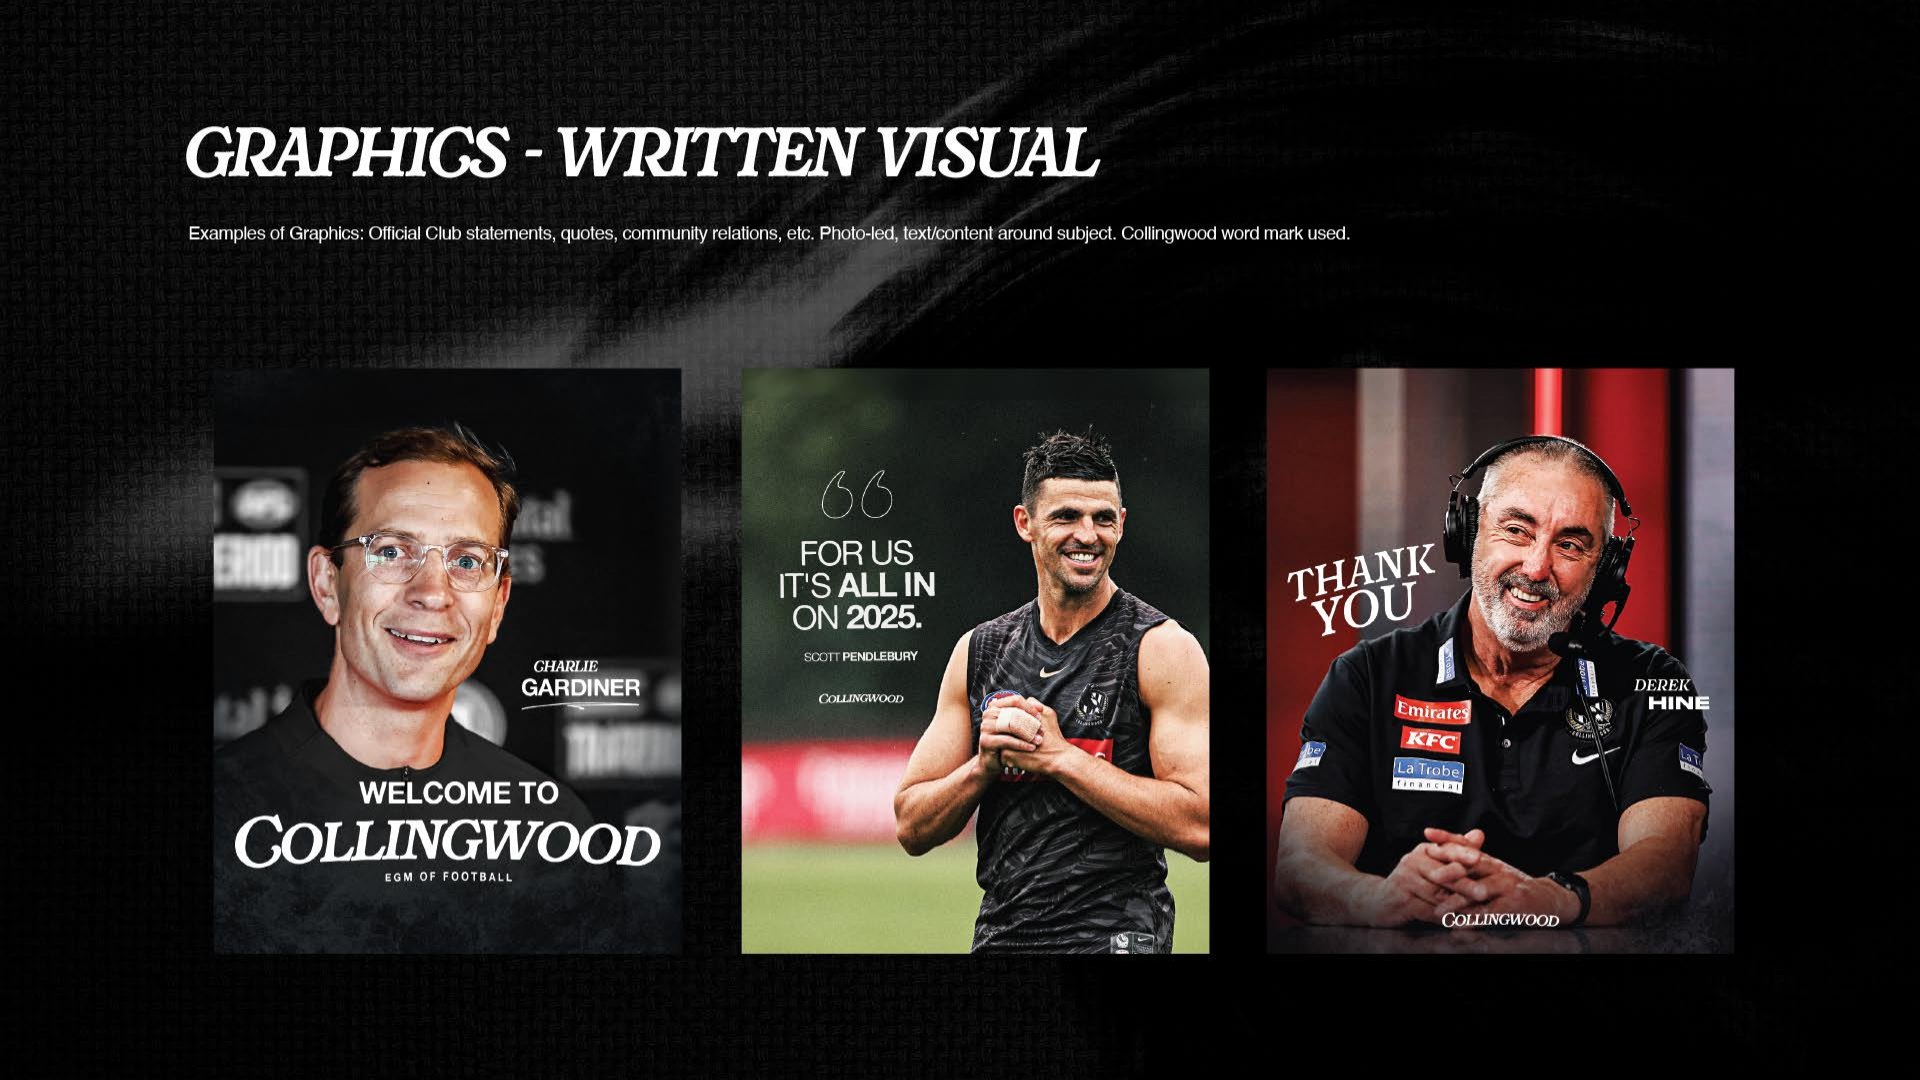 GRAPHICS - WRITTEN VISUAL
Examples of Graphics: Official Club statements, quotes, community relations, etc. Photo-led, text/content around subject. Collingwood word mark used.
CHARLIE
GARDINER
WELCOME TO
COLLINGWOOD
EGM OF FOOTBALL
FOR US
IT'S ALL IN
ON 2025.
SCOTT PENDLEBURY
COLLINGWOOD
THANK
YOU
DEREK
HINE
Emirates
KFC
La Trobe
financial
COLLINGWOOD